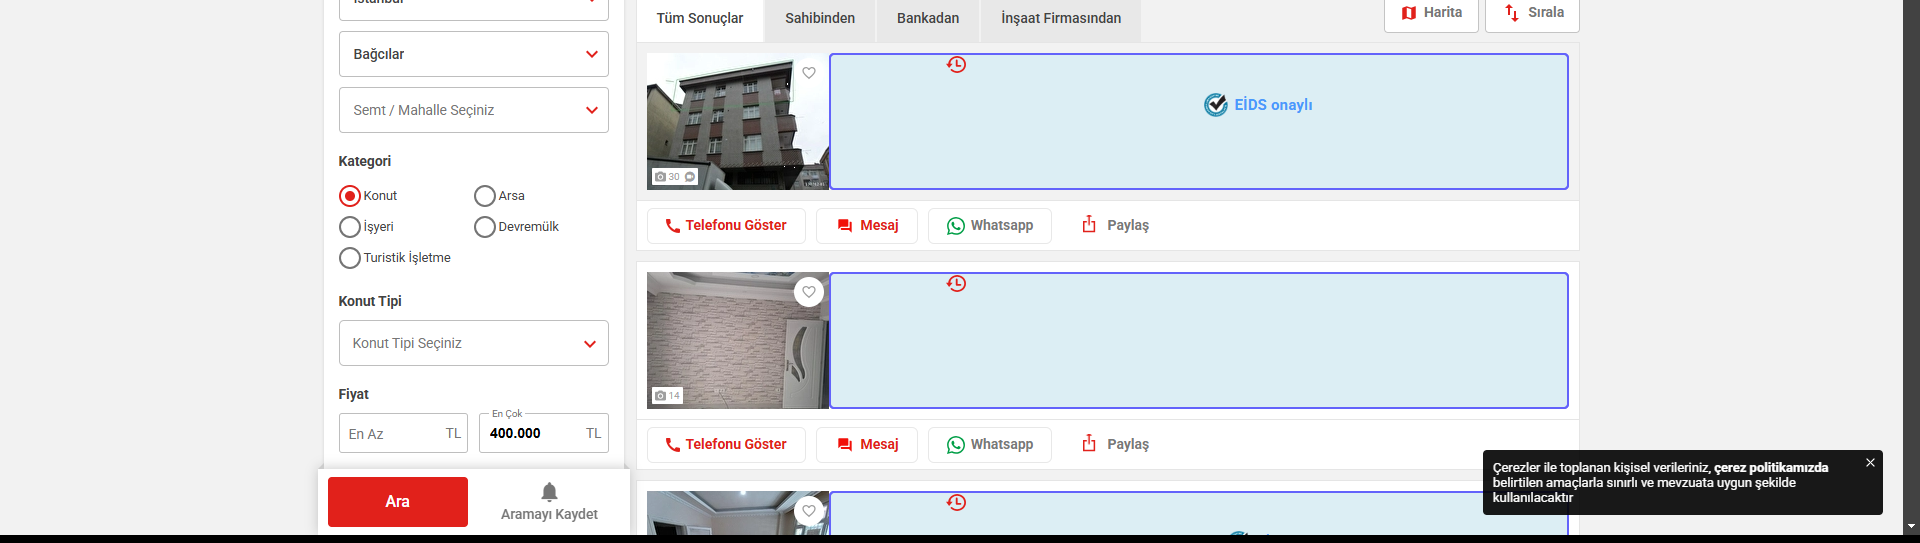 Bağcılar
Semt / Mahalle Seçiniz
Kategori
Konut
Arsa
İşyeri
Devremülk
Turistik İşletme
Konut Tipi
Konut Tipi Seçiniz
Fiyat
En Az TL
En Çok
400.000 TL
Ara
Aramayı Kaydet
Tüm Sonuçlar
Sahibinden
Bankadan
İnşaat Firmasından
Harita
Sırala
30
EİDS onaylı
Telefonu Göster
Mesaj
Whatsapp
Paylaş
14
Telefonu Göster
Mesaj
Whatsapp
Paylaş
Çerezler ile toplanan kişisel verileriniz, çerez politikamızda
belirtilen amaçlarla sınırlı ve mevzuata uygun şekilde
kullanılacaktır